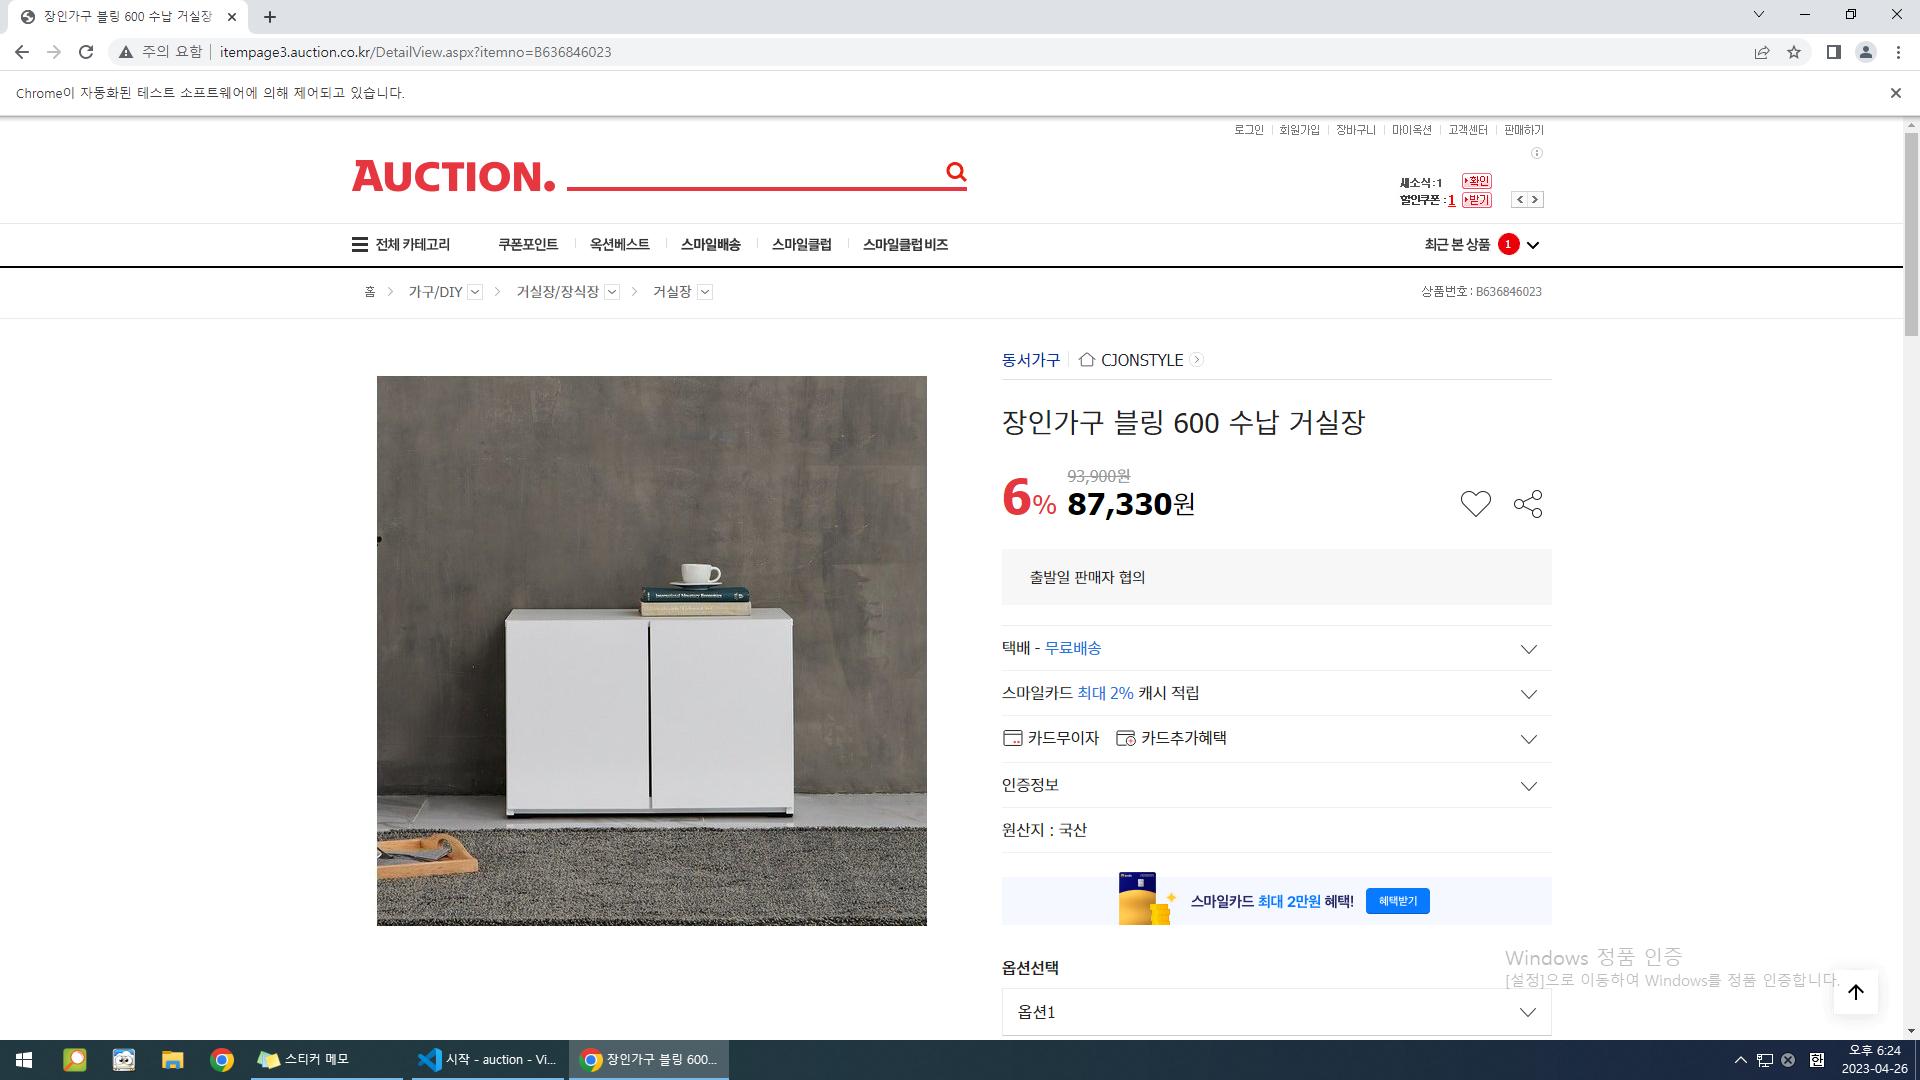 장인가구 블링 600 수납 거실장
주의 요함 itempage3.auction.co.kr/DetailView.aspx?itemno=B636846023
Chrome이 자동화된 테스트 소프트웨어에 의해 제어되고 있습니다.
로그인 회원가입 장바구니 마이옥션 고객센터 판매하기
AUCTION.
새소식:1 확인
할인쿠폰:1 받기
전체 카테고리 쿠폰포인트 옥션베스트 스마일배송 스마일클럽 스마일클럽 비즈 최근 본 상품 1
홈 가구/DIY 거실장/장식장 거실장 상품번호 : B636846023
동서가구 CJONSTYLE
장인가구 블링 600 수납 거실장
93,900원
6% 87,330원
출발일 판매자 협의
International Monetary Economics
택배 - 무료배송
스마일카드 최대 2% 캐시 적립
카드무이자 카드추가혜택
인증정보
원산지 : 국산
스마일카드 최대 2만원 혜택! 혜택받기
옵션선택
옵션1
Windows 정품 인증
[설정]으로 이동하여 Windows를 정품 인증합니다.
스티커 메모 시작 - auction - Vi... 장인가구 블링 600... 한 오후 6:24
2023-04-26